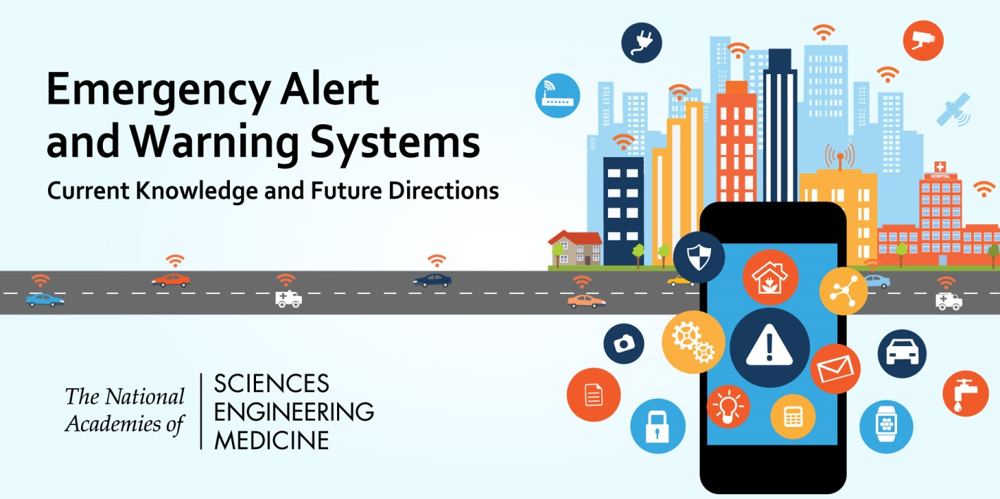 Emergency Alert
and Warning Systems
Current Knowledge and Future Directions
HOSPITAL
The National
Academies of
SCIENCES
ENGINEERING
MEDICINE